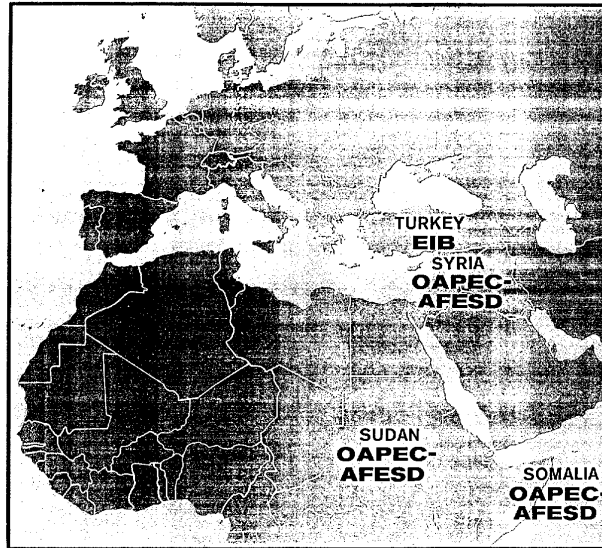 TURKEY
EIB
SYRIA
OAPEC-
AFESD
SUDAN
OAPEC-
AFESD
SOMALIA
OAPEC-
AFESD